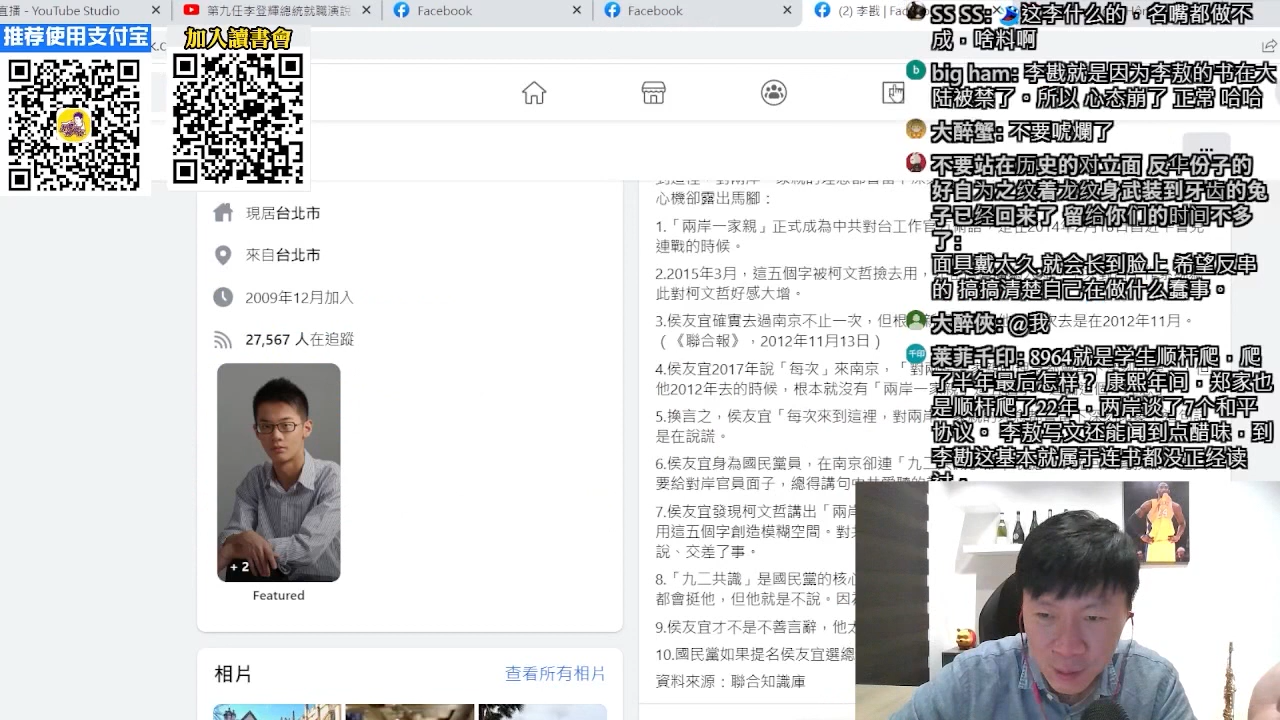 直播 - YouTube Studio
第九任李登輝總統就職演說
Facebook
Facebook
(2) 李戡 | Fac
推荐使用支付宝
加入讀書會
現居台北市
來自台北市
2009年12月加入
27,567 人在追蹤
+ 2
Featured
相片
查看所有相片
心機卻露出馬腳：
1.「兩岸一家親」正式成為中共對台工作官
連戰的時候。
2.2015年3月，這五個字被柯文哲撿去用，
此對柯文哲好感大增。
3.侯友宜確實去過南京不止一次，但根
次去是在2012年11月。
（《聯合報》，2012年11月13日）
4.侯友宜2017年說「每次」來南京，「對
他2012年去的時候，根本就沒有「兩岸一
5.換言之，侯友宜「每次來到這裡，對兩岸
是在說謊。
6.侯友宜身為國民黨員，在南京卻連「九二
要給對岸官員面子，總得講句中共愛聽的
7.侯友宜發現柯文哲講出「兩岸
用這五個字創造模糊空間。對
說、交差了事。
8.「九二共識」是國民黨的核心
都會挺他，但他就是不說。因
9.侯友宜才不是不善言辭，他太
10.國民黨如果提名侯友宜選總
資料來源：聯合知識庫
SS SS: 这李什么的，名嘴都做不
成，啥料啊
big ham: 李戡就是因为李敖的书在大
陆被禁了。所以 心态崩了 正常 哈哈
大醉蟹: 不要唬爛了
不要站在历史的对立面 反华份子的
好自为之纹着龙纹身武装到牙齿的兔
子已经回来了 留给你们的时间不多
了:
面具戴太久,就会长到脸上 希望反串
的 搞搞清楚自己在做什么蠢事。
大醉俠: @我
千印
莱菲千印: 8964就是学生顺杆爬，爬
了半年最后怎样？康熙年间，郑家也
是顺杆爬了22年，两岸谈了7个和平
协议。 李敖写文还能闻到点醋味，到
李勘这基本就属于连书都没正经读
过。